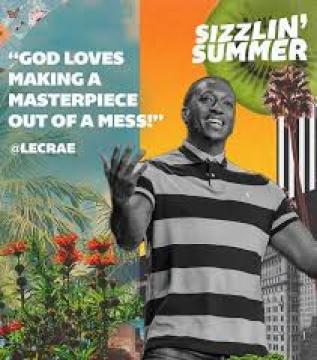 SIZZLIN'
SUMMER
“GOD LOVES
MAKING A
MASTERPIECE
OUT OF A MESS!”
@LECRAE